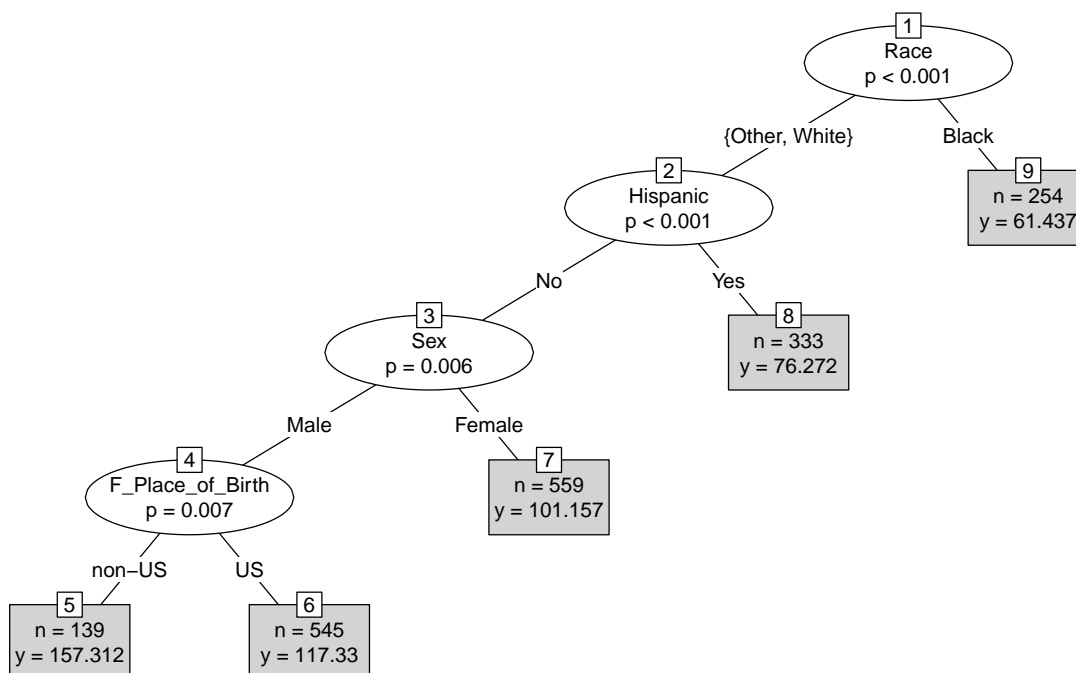 1
Race
p < 0.001
{Other, White}
Black
2
Hispanic
p < 0.001
9
n = 254
y = 61.437
No
Yes
3
Sex
p = 0.006
8
n = 333
y = 76.272
Male
Female
4
F_Place_of_Birth
p = 0.007
7
n = 559
y = 101.157
non−US
US
5
n = 139
y = 157.312
6
n = 545
y = 117.33